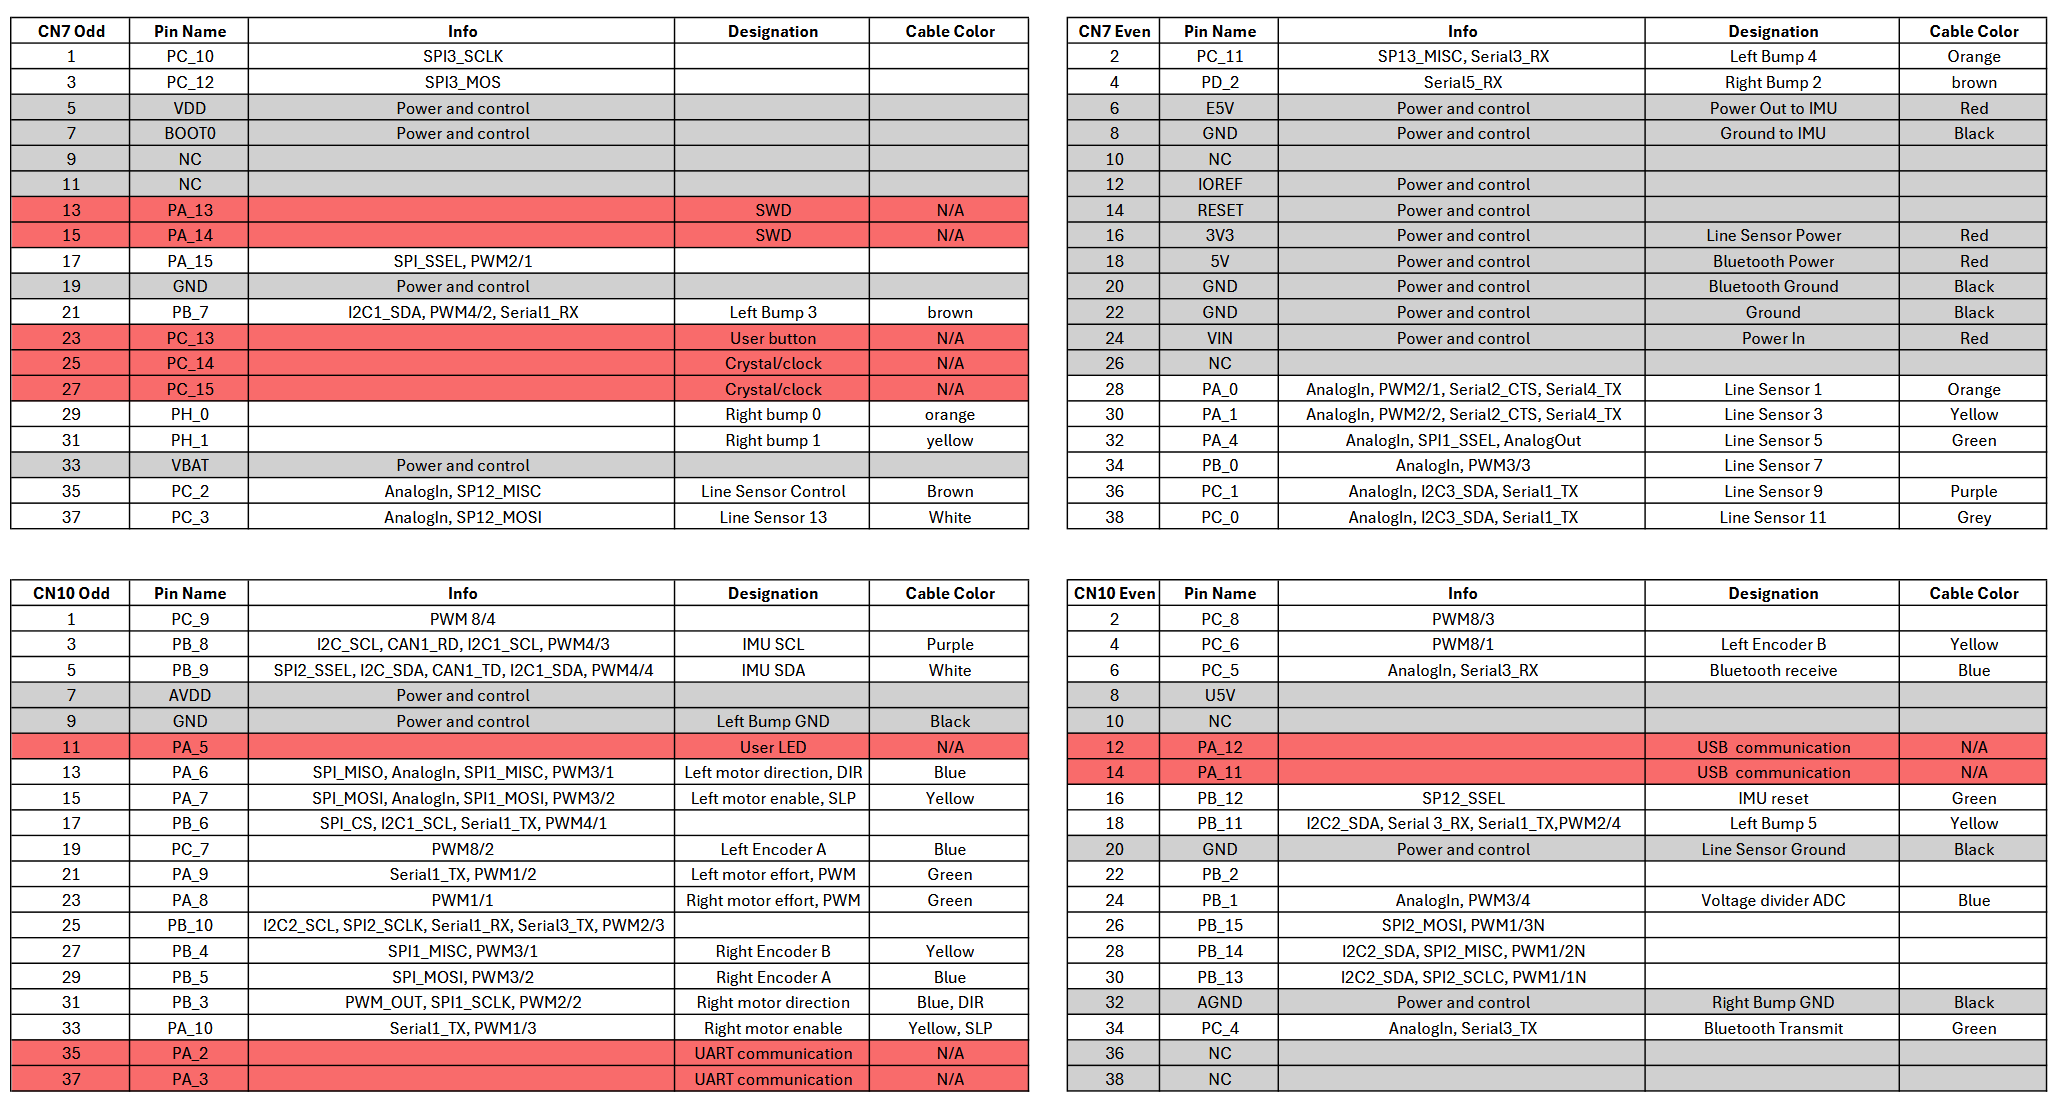 CN7 Odd Pin Name Info Designation Cable Color
1 PC_10 SPI3_SCLK
3 PC_12 SPI3_MOS
5 VDD Power and control
7 BOOT0 Power and control
9 NC
11 NC
13 PA_13 SWD N/A
15 PA_14 SWD N/A
17 PA_15 SPI_SSEL, PWM2/1
19 GND Power and control
21 PB_7 I2C1_SDA, PWM4/2, Serial1_RX Left Bump 3 brown
23 PC_13 User button N/A
25 PC_14 Crystal/clock N/A
27 PC_15 Crystal/clock N/A
29 PH_0 Right bump 0 orange
31 PH_1 Right bump 1 yellow
33 VBAT Power and control
35 PC_2 AnalogIn, SP12_MISC Line Sensor Control Brown
37 PC_3 AnalogIn, SP12_MOSI Line Sensor 13 White
CN7 Even Pin Name Info Designation Cable Color
2 PC_11 SP13_MISC, Serial3_RX Left Bump 4 Orange
4 PD_2 Serial5_RX Right Bump 2 brown
6 E5V Power and control Power Out to IMU Red
8 GND Power and control Ground to IMU Black
10 NC
12 IOREF Power and control
14 RESET Power and control
16 3V3 Power and control Line Sensor Power Red
18 5V Power and control Bluetooth Power Red
20 GND Power and control Bluetooth Ground Black
22 GND Power and control Ground Black
24 VIN Power and control Power In Red
26 NC
28 PA_0 AnalogIn, PWM2/1, Serial2_CTS, Serial4_TX Line Sensor 1 Orange
30 PA_1 AnalogIn, PWM2/2, Serial2_CTS, Serial4_TX Line Sensor 3 Yellow
32 PA_4 AnalogIn, SPI1_SSEL, AnalogOut Line Sensor 5 Green
34 PB_0 AnalogIn, PWM3/3 Line Sensor 7
36 PC_1 AnalogIn, I2C3_SDA, Serial1_TX Line Sensor 9 Purple
38 PC_0 AnalogIn, I2C3_SDA, Serial1_TX Line Sensor 11 Grey
CN10 Odd Pin Name Info Designation Cable Color
1 PC_9 PWM 8/4
3 PB_8 I2C_SCL, CAN1_RD, I2C1_SCL, PWM4/3 IMU SCL Purple
5 PB_9 SPI2_SSEL, I2C_SDA, CAN1_TD, I2C1_SDA, PWM4/4 IMU SDA White
7 AVDD Power and control
9 GND Power and control Left Bump GND Black
11 PA_5 User LED N/A
13 PA_6 SPI_MISO, AnalogIn, SPI1_MISC, PWM3/1 Left motor direction, DIR Blue
15 PA_7 SPI_MOSI, AnalogIn, SPI1_MOSI, PWM3/2 Left motor enable, SLP Yellow
17 PB_6 SPI_CS, I2C1_SCL, Serial1_TX, PWM4/1
19 PC_7 PWM8/2 Left Encoder A Blue
21 PA_9 Serial1_TX, PWM1/2 Left motor effort, PWM Green
23 PA_8 PWM1/1 Right motor effort, PWM Green
25 PB_10 I2C2_SCL, SPI2_SCLK, Serial1_RX, Serial3_TX, PWM2/3
27 PB_4 SPI1_MISC, PWM3/1 Right Encoder B Yellow
29 PB_5 SPI_MOSI, PWM3/2 Right Encoder A Blue
31 PB_3 PWM_OUT, SPI1_SCLK, PWM2/2 Right motor direction Blue, DIR
33 PA_10 Serial1_TX, PWM1/3 Right motor enable Yellow, SLP
35 PA_2 UART communication N/A
37 PA_3 UART communication N/A
CN10 Even Pin Name Info Designation Cable Color
2 PC_8 PWM8/3
4 PC_6 PWM8/1 Left Encoder B Yellow
6 PC_5 AnalogIn, Serial3_RX Bluetooth receive Blue
8 U5V
10 NC
12 PA_12 USB communication N/A
14 PA_11 USB communication N/A
16 PB_12 SP12_SSEL IMU reset Green
18 PB_11 I2C2_SDA, Serial 3_RX, Serial1_TX,PWM2/4 Left Bump 5 Yellow
20 GND Power and control Line Sensor Ground Black
22 PB_2
24 PB_1 AnalogIn, PWM3/4 Voltage divider ADC Blue
26 PB_15 SPI2_MOSI, PWM1/3N
28 PB_14 I2C2_SDA, SPI2_MISC, PWM1/2N
30 PB_13 I2C2_SDA, SPI2_SCLC, PWM1/1N
32 AGND Power and control Right Bump GND Black
34 PC_4 AnalogIn, Serial3_TX Bluetooth Transmit Green
36 NC
38 NC